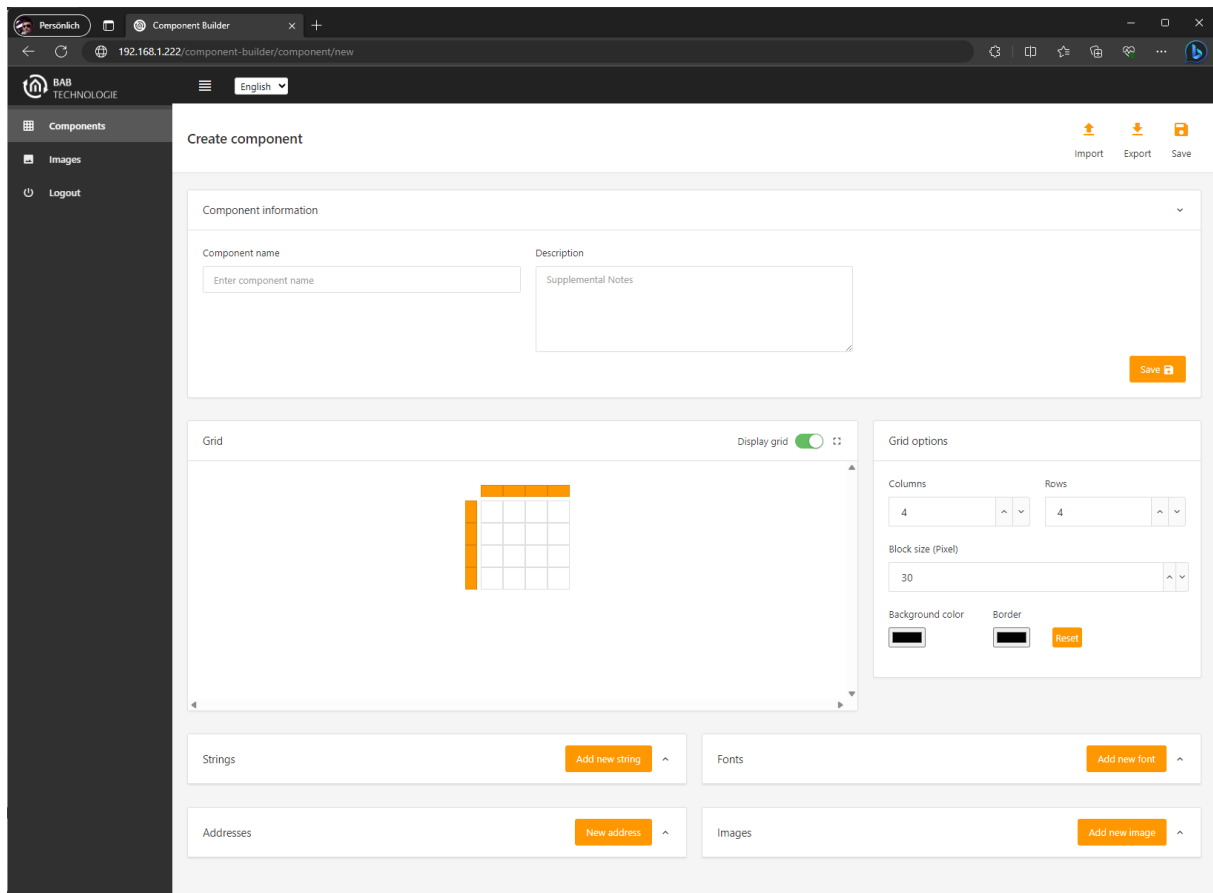 Persönlich
Component Builder
192.168.1.222/component-builder/component/new
BAB
TECHNOLOGIE
English
Components
Images
Logout
Create component
Import
Export
Save
Component information
Component name
Description
Enter component name
Supplemental Notes
Save
Grid
Display grid
Grid options
Columns
Rows
4
4
Block size (Pixel)
30
Background color
Border
Reset
Strings
Add new string
Fonts
Add new font
Addresses
New address
Images
Add new image